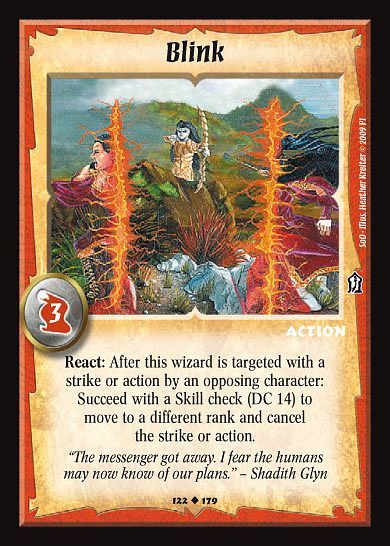 Blink
SOD · Illus. Heather Kreiter © 2009 PI
3
ACTION
React: After this wizard is targeted with a
strike or action by an opposing character:
Succeed with a Skill check (DC 14) to
move to a different rank and cancel
the strike or action.
“The messenger got away. I fear the humans
may now know of our plans.” – Shadith Glyn
122 ◆ 179